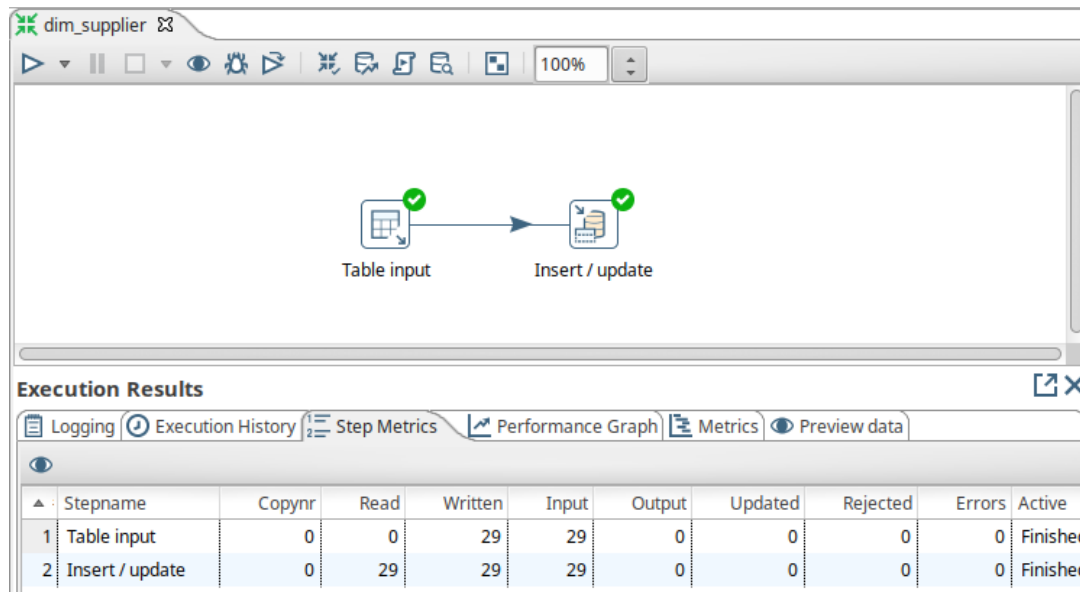 dim_supplier
100%
Table input Insert / update
Execution Results
Logging Execution History Step Metrics Performance Graph Metrics Preview data
Stepname Copynr Read Written Input Output Updated Rejected Errors Active
1 Table input 0 0 29 29 0 0 0 0 Finished
2 Insert / update 0 29 29 29 0 0 0 0 Finished